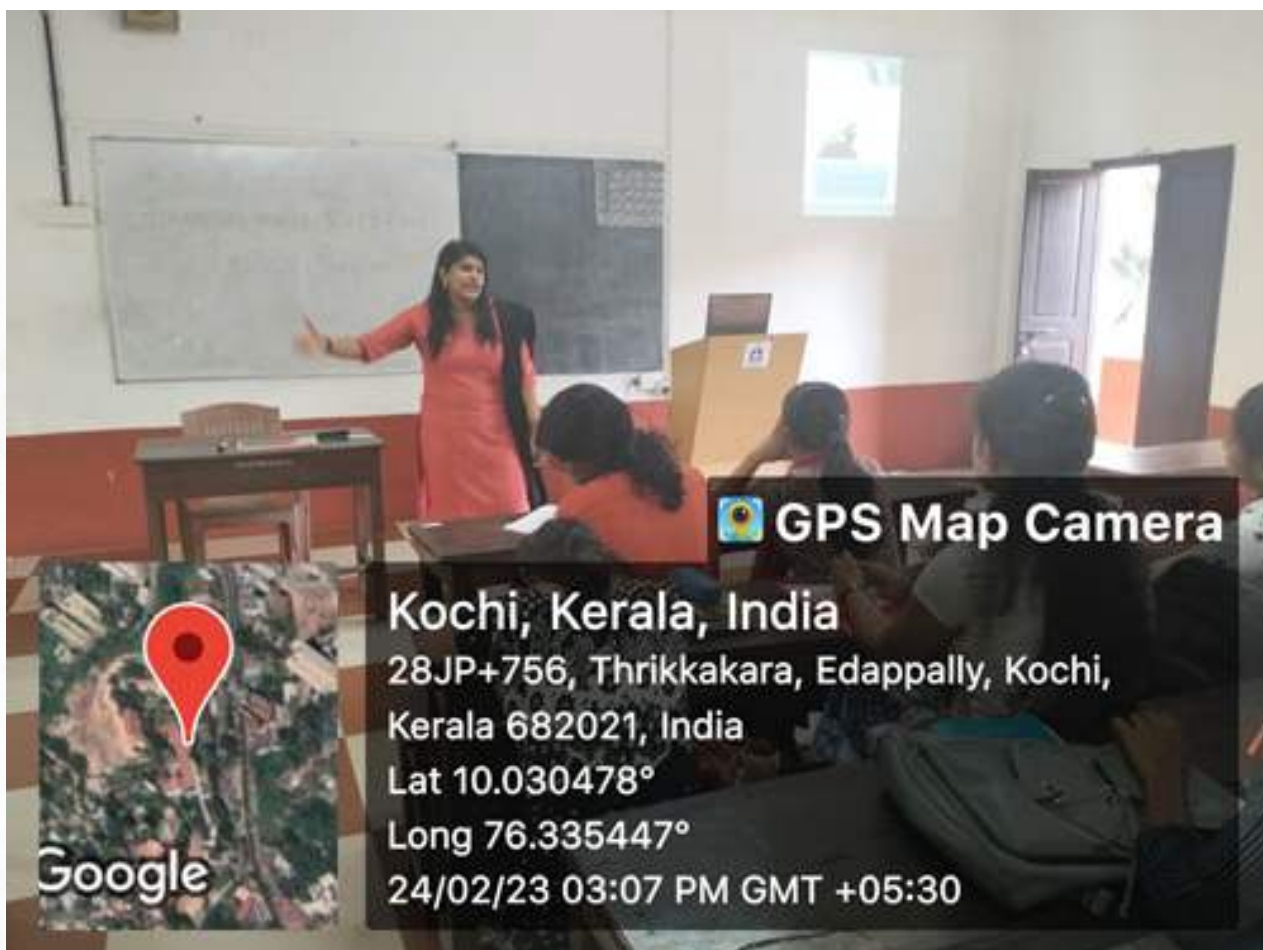 GPS Map Camera
Kochi, Kerala, India
28JP+756, Thrikkakara, Edappally, Kochi,
Kerala 682021, India
Lat 10.030478°
Long 76.335447°
24/02/23 03:07 PM GMT +05:30
Google